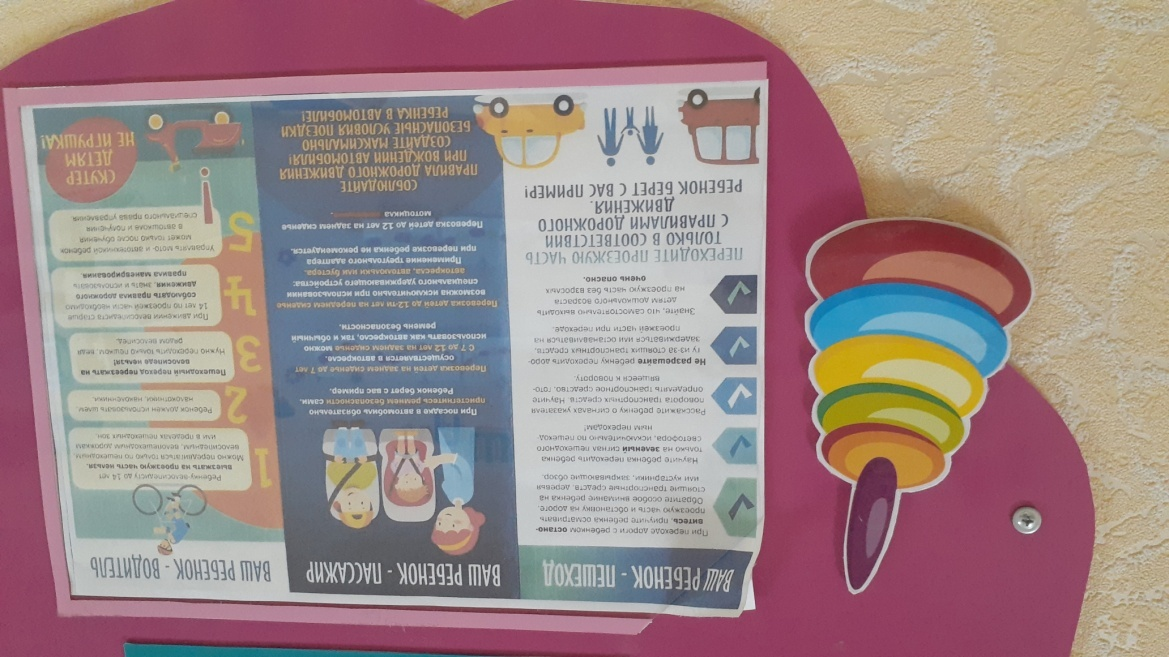 ВАШ РЕБЕНОК - ПЕШЕХОД
При переходе дороги с ребенком остано-
витесь, приучите ребенка осматривать
проезжую часть и обстановку на дороге.
Обратите особое внимание ребенка на
стоящие транспортные средства, деревья
или кустарники, закрывающие обзор.
Научите ребенка переходить ребенка
только на зеленый сигнал пешеходного
светофора, исключительно по пешеход-
ным
Расскажите ребенку о сигналах указателя
поворота транспортных средств. Научите
определять транспортное средство, гото-
вящееся к повороту.
Не разрешайте ребенку переходить доро-
гу из-за стоящих транспортных средств,
задерживаться или останавливаться на
проезжей части при переходе.
Знайте, что самостоятельно выходить
детям дошкольного возраста
на проезжую часть без взрослых
очень опасно.
ПЕРЕХОДИТЕ ПРОЕЗЖУЮ ЧАСТЬ
ТОЛЬКО В СООТВЕТСТВИИ
С ПРАВИЛАМИ ДОРОЖНОГО
ДВИЖЕНИЯ.
РЕБЕНОК БЕРЕТ С ВАС ПРИМЕР!
ВАШ РЕБЕНОК - ПАССАЖИР
При посадке в автомобиль обязательно
пристегнитесь ремнем безопасности сами.
Ребенок берет с вас пример.
Перевозка детей на заднем сиденье до 7 лет
осуществляется в автокресле.
С 7 до 12 лет на заднем сиденье можно
использовать как автокресло, так и обычный
ремень безопасности.
Перевозка детей до 12-ти лет на переднем сиденье
возможна исключительно при использовании
специального удерживающего устройства:
автокресла, автолюльки или бустера.
Применение треугольного адаптера
при перевозке ребенка не рекомендуется.
Перевозка детей до 12 лет на заднем сиденье
мотоцикла
СОБЛЮДАЙТЕ
ПРАВИЛА ДОРОЖНОГО ДВИЖЕНИЯ
ПРИ ВОЖДЕНИИ АВТОМОБИЛЯ!
СОЗДАЙТЕ МАКСИМАЛЬНО
БЕЗОПАСНЫЕ УСЛОВИЯ ПОЕЗДКИ
РЕБЕНКА В АВТОМОБИЛЕ!
ВАШ РЕБЕНОК - ВОДИТЕЛЬ
1
Ребенку-велосипедисту до 14 лет
выезжать на проезжую часть нельзя.
Можно передвигаться только по пешеходным,
велосипедным, велопешеходным дорожкам
или в пределах пешеходных зон.
2
Ребенок должен использовать шлем,
налокотники, наколенники.
3
Пешеходный переход переезжать на
велосипеде нельзя!
Нужно переходить только пешком, ведя
рядом велосипед.
4
При движении велосипедиста старше
14 лет по проезжей части необходимо
соблюдать правила дорожного
движения, знать и использовать
правила маневрирования
5
Управлять мото- и автотехникой ребенок
может только после обучения
в автошколе и получения
специального права управления
СКУТЕР
ДЕТЯМ
НЕ ИГРУШКА!